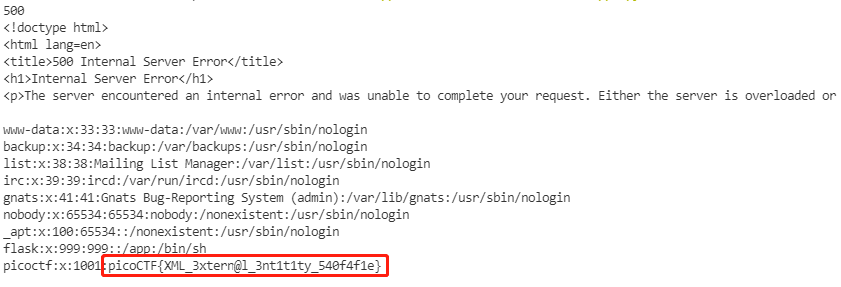 500
<!doctype html>
<html lang=en>
<title>500 Internal Server Error</title>
<h1>Internal Server Error</h1>
<p>The server encountered an internal error and was unable to complete your request. Either the server is overloaded or
www-data:x:33:33:www-data:/var/www:/usr/sbin/nologin
backup:x:34:34:backup:/var/backups:/usr/sbin/nologin
list:x:38:38:Mailing List Manager:/var/list:/usr/sbin/nologin
irc:x:39:39:ircd:/var/run/ircd:/usr/sbin/nologin
gnats:x:41:41:Gnats Bug-Reporting System (admin):/var/lib/gnats:/usr/sbin/nologin
nobody:x:65534:65534:nobody:/nonexistent:/usr/sbin/nologin
_apt:x:100:65534::/nonexistent:/usr/sbin/nologin
flask:x:999:999::/app:/bin/sh
picoctf:x:1001:picoCTF{XML_3xtern@l_3nt1t1ty_540f4f1e}